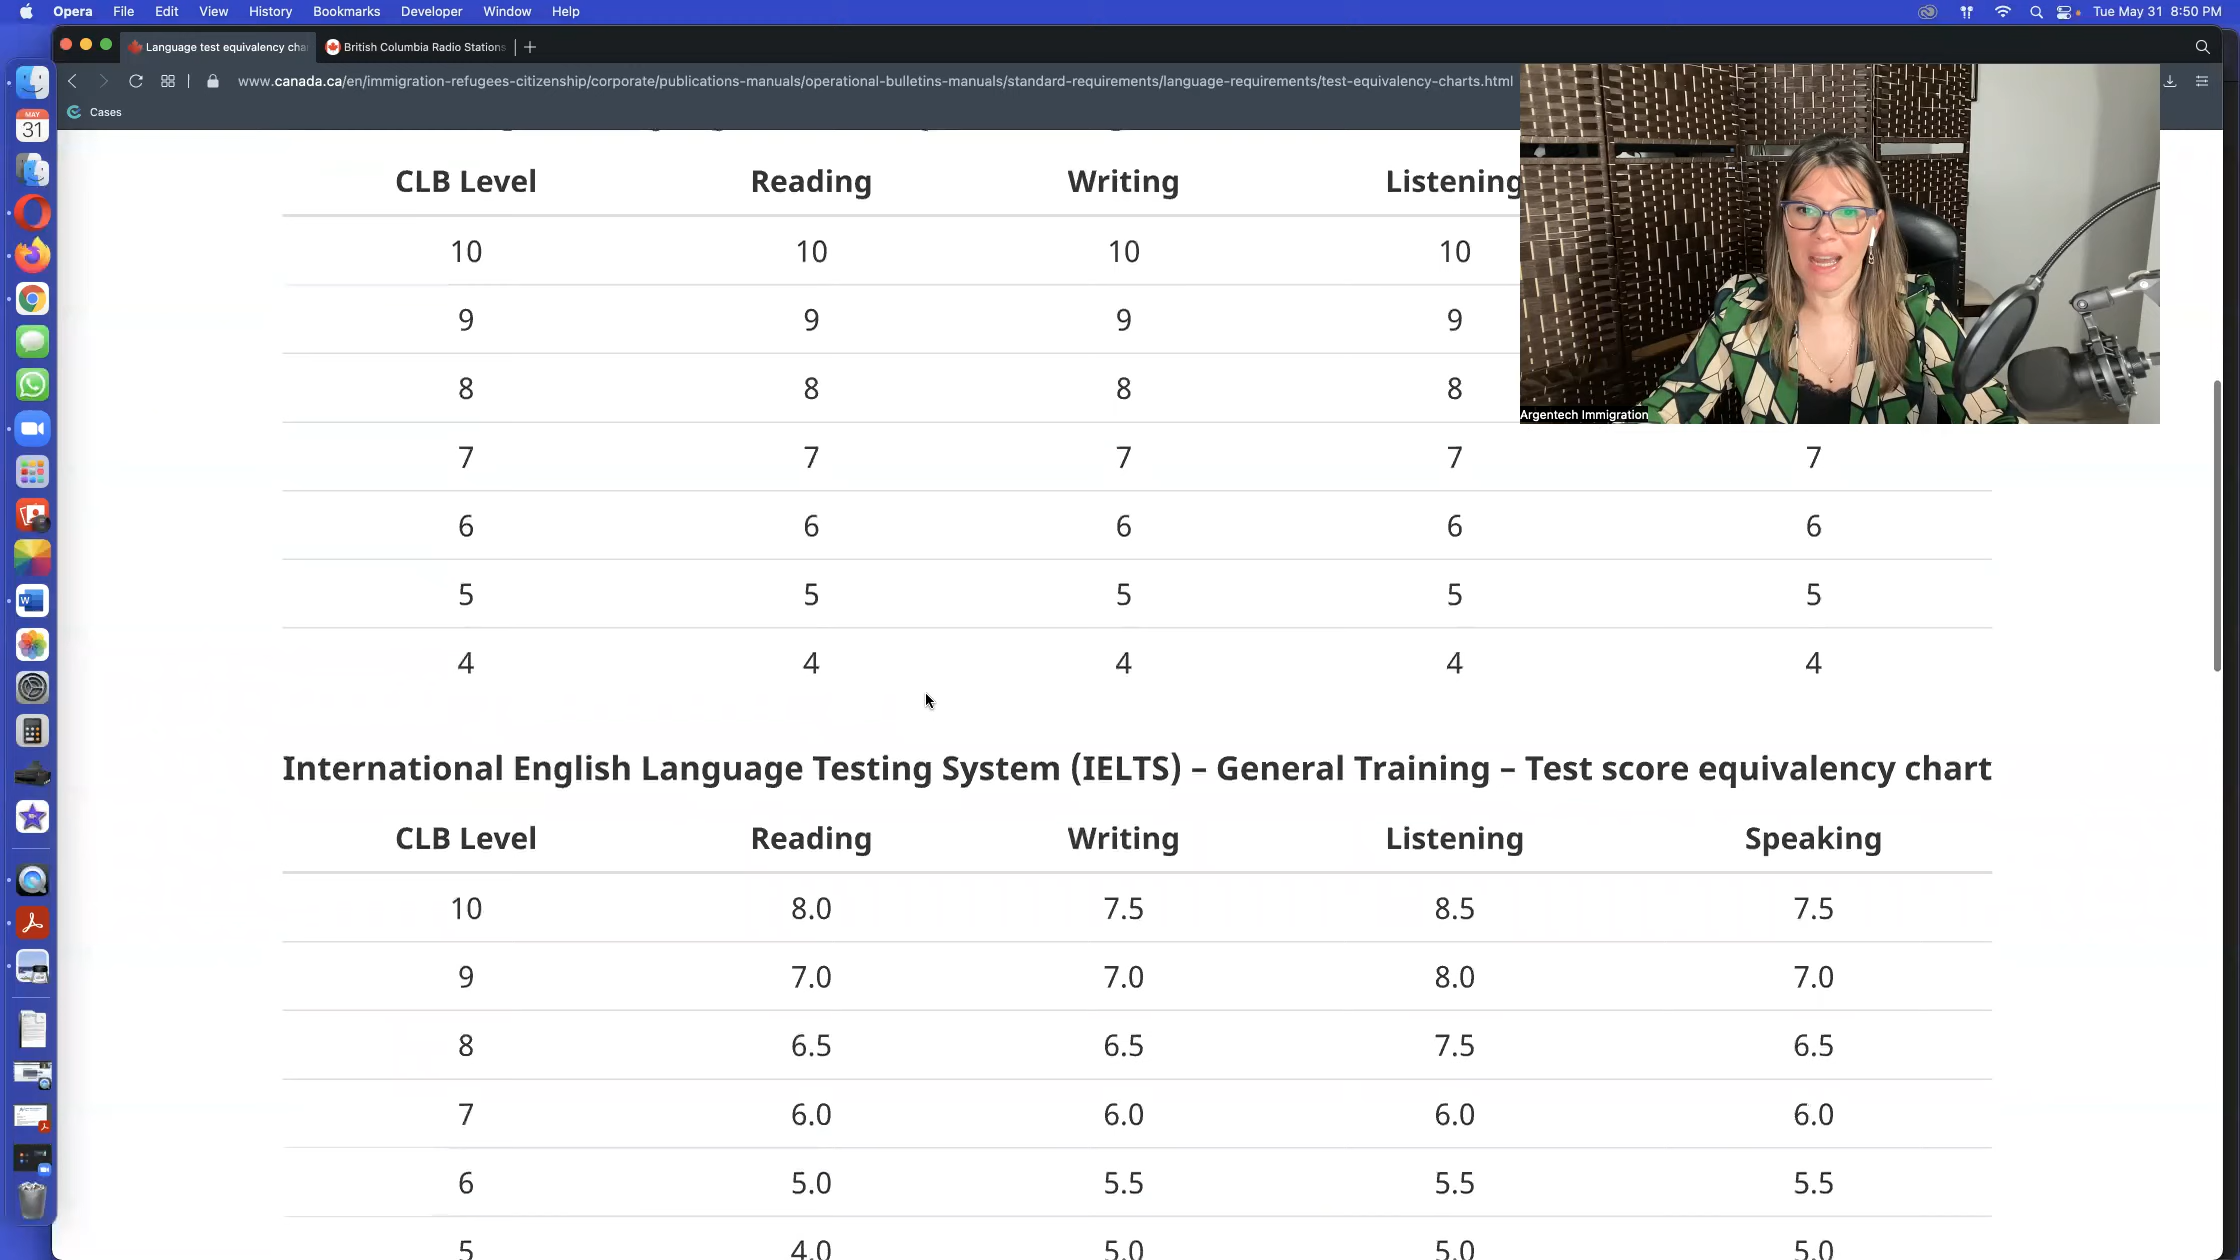 Opera File Edit View History Bookmarks Developer Window Help Tue May 31 8:50 PM
Language test equivalency cha British Columbia Radio Stations
www.canada.ca/en/immigration-refugees-citizenship/corporate/publications-manuals/operational-bulletins-manuals/standard-requirements/language-requirements/test-equivalency-charts.html
Cases
MAY
31
W
CLB Level Reading Writing Listening
10 10 10 10
9 9 9 9
8 8 8 8
Argentech Immigration
7 7 7 7 7
6 6 6 6 6
5 5 5 5 5
4 4 4 4 4
International English Language Testing System (IELTS) – General Training – Test score equivalency chart
CLB Level Reading Writing Listening Speaking
10 8.0 7.5 8.5 7.5
9 7.0 7.0 8.0 7.0
8 6.5 6.5 7.5 6.5
7 6.0 6.0 6.0 6.0
6 5.0 5.5 5.5 5.5
5 4.0 5.0 5.0 5.0